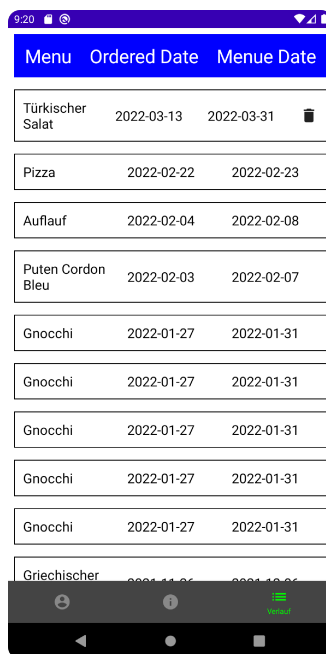 9:20
Menu Ordered Date Menue Date
Türkischer
Salat 2022-03-13 2022-03-31
Pizza 2022-02-22 2022-02-23
Auflauf 2022-02-04 2022-02-08
Puten Cordon
Bleu 2022-02-03 2022-02-07
Gnocchi 2022-01-27 2022-01-31
Gnocchi 2022-01-27 2022-01-31
Gnocchi 2022-01-27 2022-01-31
Gnocchi 2022-01-27 2022-01-31
Gnocchi 2022-01-27 2022-01-31
Griechischer
Verlauf